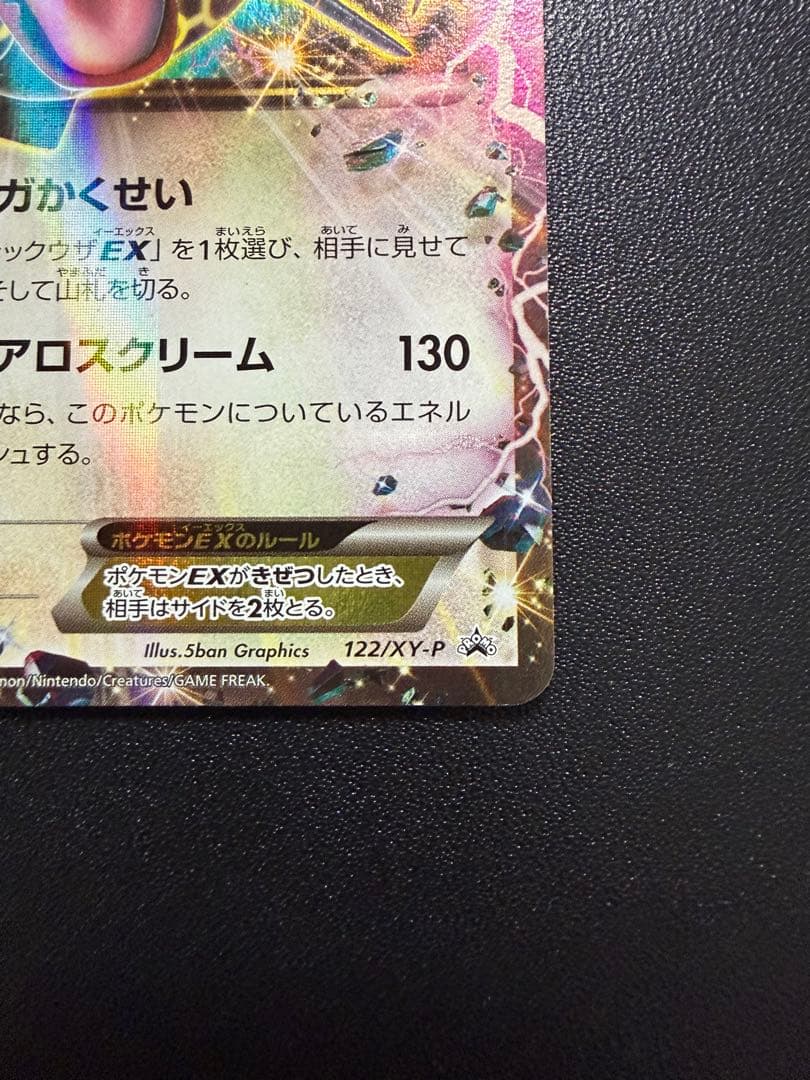 ガかくせい
イーエックス まいえら あいて み
ックウザEX」を1枚選び、相手に見せて
やまふだ き
そして山札を切る。
アロスクリーム 130
なら、このポケモンについているエネル
シュする。
イーエックス
ポケモンEXのルール
ポケモンEXがきぜつしたとき、
あいて まい
相手はサイドを2枚とる。
Illus.5ban Graphics 122/XY-P PROMO
mon/Nintendo/Creatures/GAME FREAK.